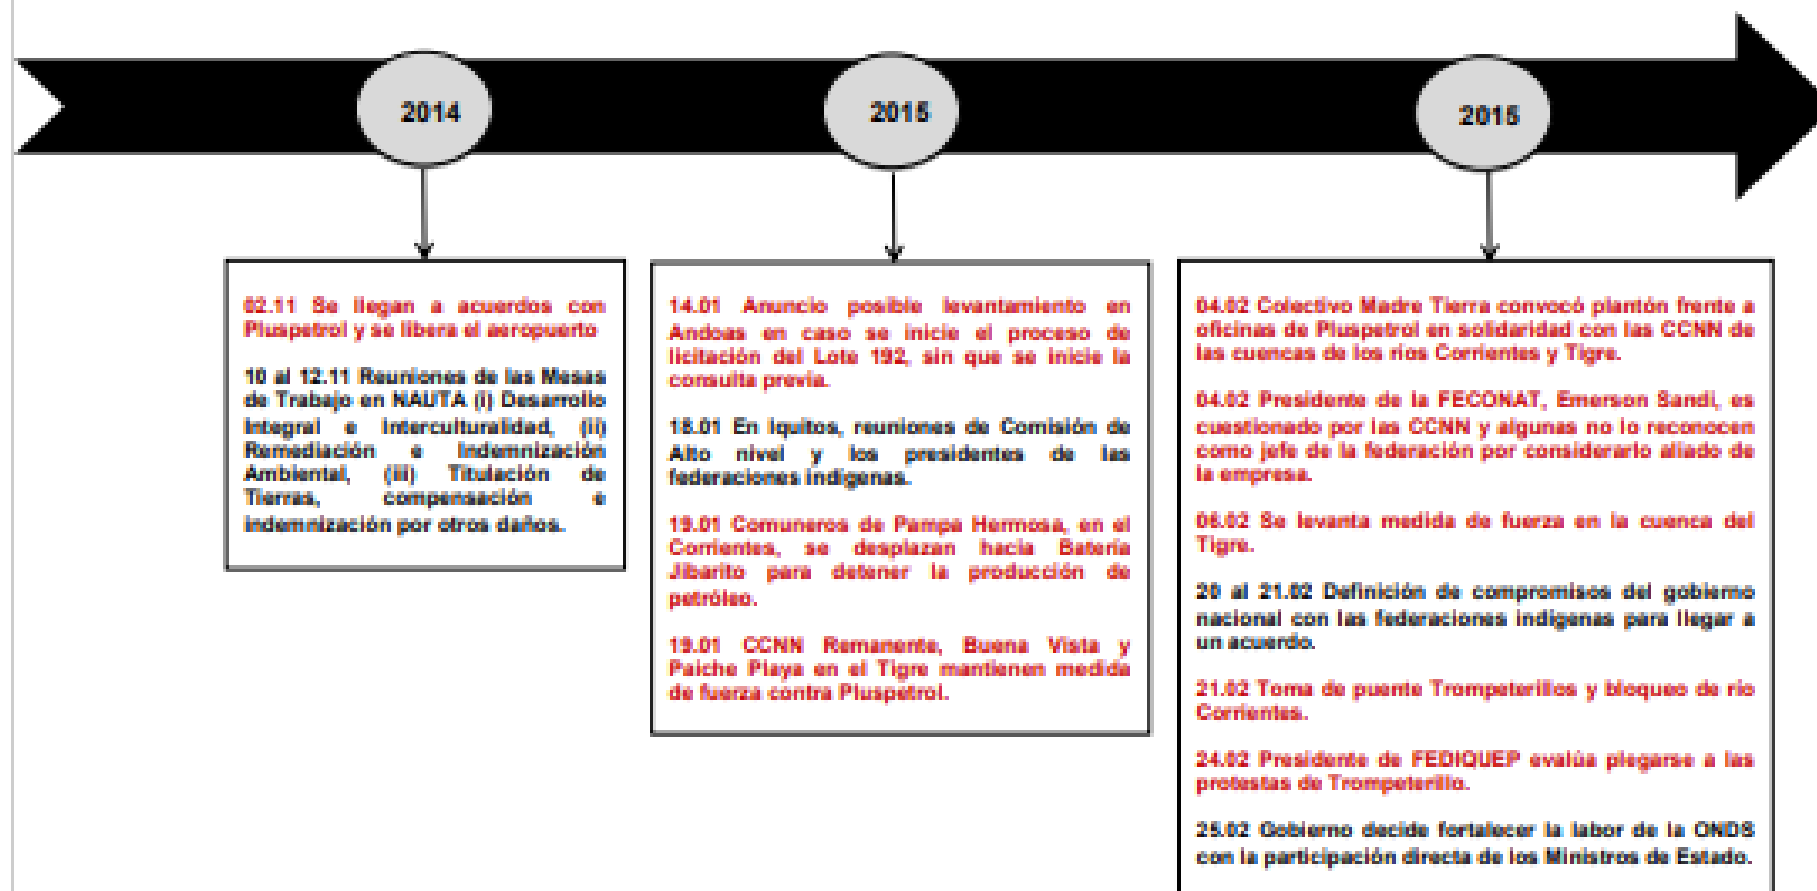 2014
2015
2015
02.11 Se llegan a acuerdos con
Pluspetrol y se libera el aeropuerto
10 al 12.11 Reuniones de las Mesas
de Trabajo en NAUTA (i) Desarrollo
Integral e Interculturalidad, (ii)
Remediación e Indemnización
Ambiental, (iii) Titulación de
Tierras, compensación e
indemnización por otros daños.
14.01 Anuncio posible levantamiento en
Andoas en caso se inicie el proceso de
licitación del Lote 192, sin que se inicie la
consulta previa.
18.01 En Iquitos, reuniones de Comisión de
Alto nivel y los presidentes de las
federaciones indígenas.
19.01 Comuneros de Pampa Hermosa, en el
Corrientes, se desplazan hacia Batería
Jibarito para detener la producción de
petróleo.
19.01 CCNN Remanente, Buena Vista y
Paiche Playa en el Tigre mantienen medida
de fuerza contra Pluspetrol.
04.02 Colectivo Madre Tierra convocó plantón frente a
oficinas de Pluspetrol en solidaridad con las CCNN de
las cuencas de los ríos Corrientes y Tigre.
04.02 Presidente de la FECONAT, Emerson Sandi, es
cuestionado por las CCNN y algunas no lo reconocen
como jefe de la federación por considerarlo aliado de
la empresa.
06.02 Se levanta medida de fuerza en la cuenca del
Tigre.
20 al 21.02 Definición de compromisos del gobierno
nacional con las federaciones indígenas para llegar a
un acuerdo.
21.02 Toma de puente Trompeterillos y bloqueo de río
Corrientes.
24.02 Presidente de FEDIQUEP evalúa plegarse a las
protestas de Trompeterillo.
25.02 Gobierno decide fortalecer la labor de la ONDS
con la participación directa de los Ministros de Estado.